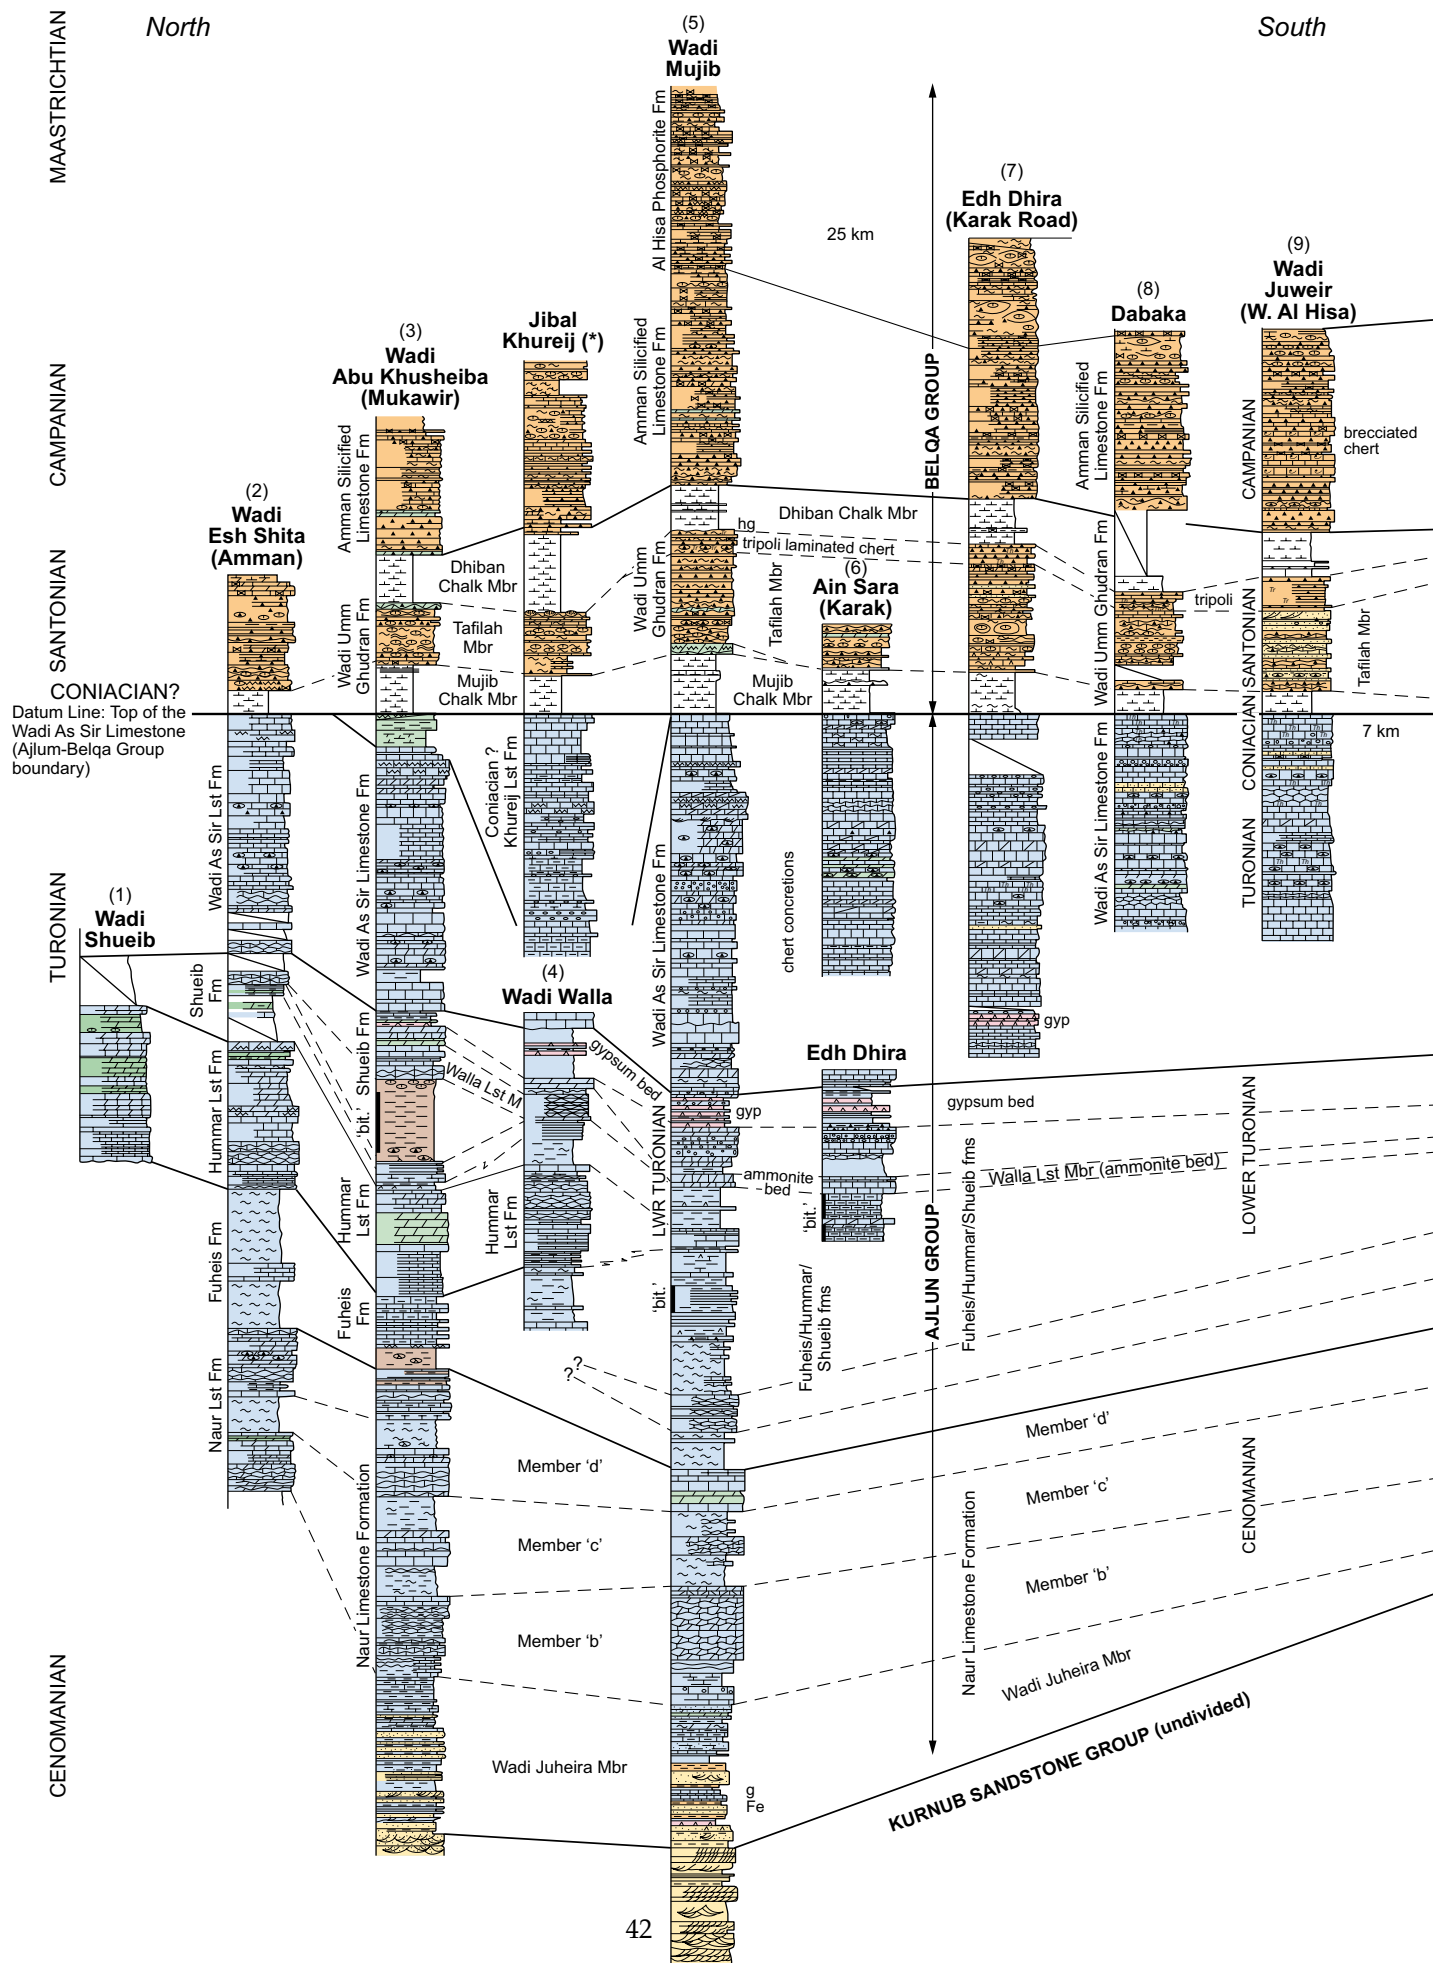 North
South
MAASTRICHTIAN
CAMPANIAN
SANTONIAN
CONIACIAN?
Datum Line: Top of the
Wadi As Sir Limestone
(Ajlum-Belqa Group
boundary)
TURONIAN
CENOMANIAN
(1)
Wadi
Shueib
(2)
Wadi
Esh Shita
(Amman)
Wadi As Sir Lst Fm
Shueib
Fm
Hummar Lst Fm
Fuheis Fm
Naur Lst Fm
(3)
Wadi
Abu Khusheiba
(Mukawir)
Amman Silicified
Limestone Fm
Wadi Umm
Ghudran Fm
Wadi As Sir Limestone Fm
Shueib Fm
'bit.'
Hummar
Lst Fm
Fuheis
Fm
Naur Limestone Formation
Dhiban
Chalk Mbr
Tafilah
Mbr
Mujib
Chalk Mbr
Walla Lst M
Member 'd'
Member 'c'
Member 'b'
Wadi Juheira Mbr
Jibal
Khureij (*)
Coniacian ?
Khureij Lst Fm
(4)
Wadi Walla
Hummar
Lst Fm
gypsum bed
?
?
(5)
Wadi
Mujib
Al Hisa Phosphorite Fm
Amman Silicified
Limestone Fm
Wadi Umm
Ghudran Fm
Wadi As Sir Limestone Fm
LWR TURONIAN
'bit.'
hg
tripoli laminated chert
Dhiban Chalk Mbr
Tafilah Mbr
Mujib
Chalk Mbr
gyp
ammonite
bed
g
Fe
chert concretions
(6)
Ain Sara
(Karak)
Edh Dhira
'bit.'
Fuheis/Hummar/
Shueib fms
25 km
BELQA GROUP
AJLUN GROUP
(7)
Edh Dhira
(Karak Road)
gyp
gypsum bed
Walla Lst Mbr (ammonite bed)
Fuheis/Hummar/Shueib fms
Naur Limestone Formation
Member 'd'
Member 'c'
Member 'b'
Wadi Juheira Mbr
KURNUB SANDSTONE GROUP (undivided)
(8)
Dabaka
Amman Silicified
Limestone Fm
Wadi Umm Ghudran Fm
Wadi As Sir Limestone Fm
tripoli
(9)
Wadi
Juweir
(W. Al Hisa)
CAMPANIAN
SANTONIAN
CONIACIAN
TURONIAN
LOWER TURONIAN
CENOMANIAN
brecciated
chert
Tafilah Mbr
7 km
42